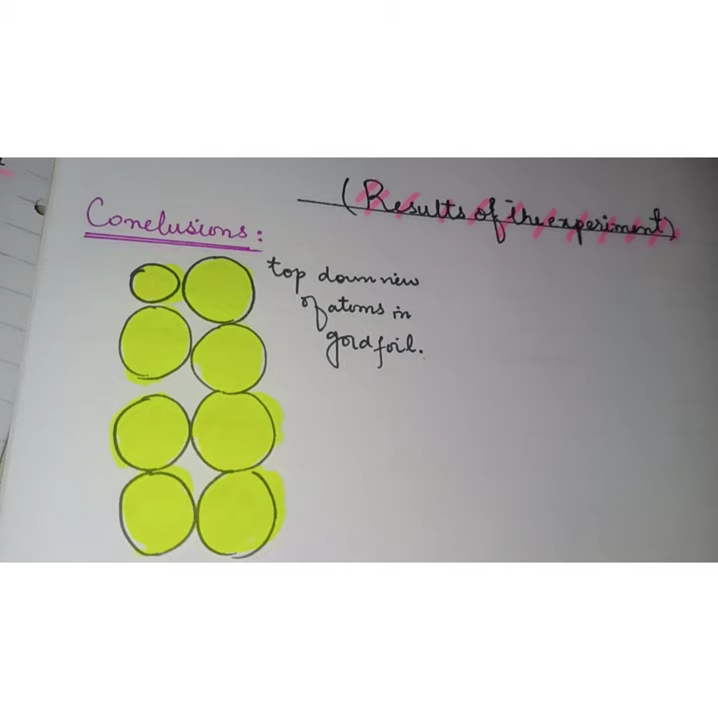 (Results of the experiment)
Conclusions:
top down view
of atoms in
gold foil.